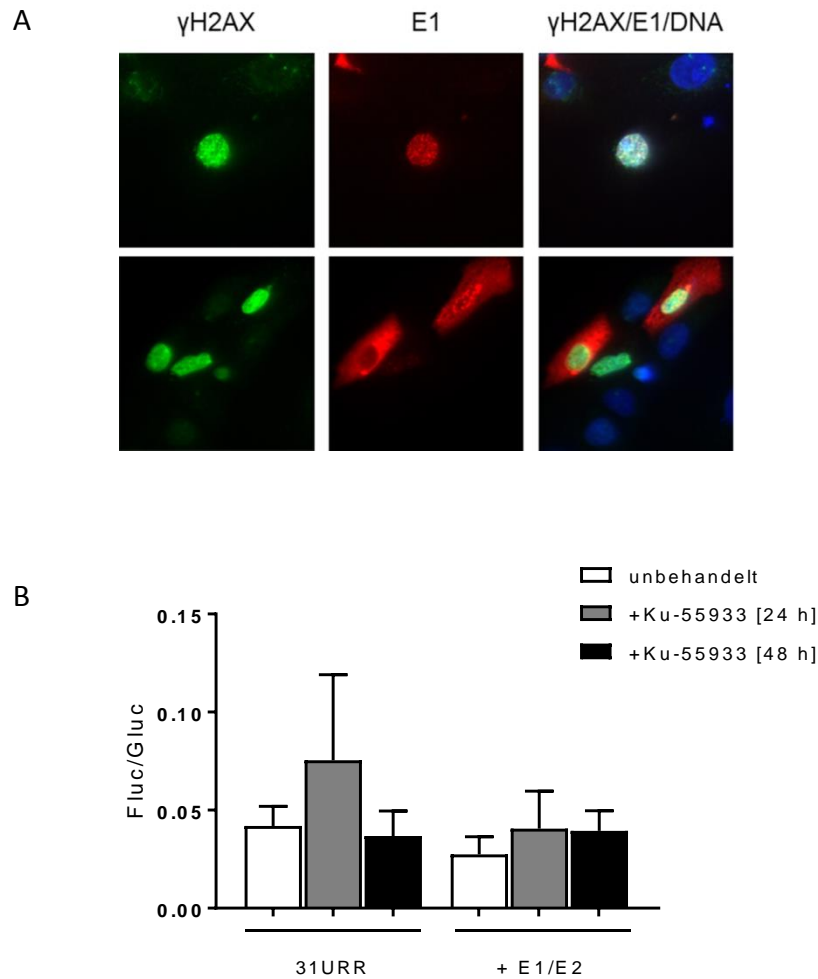 A
γH2AX
E1
γH2AX/E1/DNA
B
unbehandelt
+Ku-55933 [24 h]
+Ku-55933 [48 h]
0.15
0.10
0.05
0.00
Fluc/Gluc
31URR
+ E1/E2